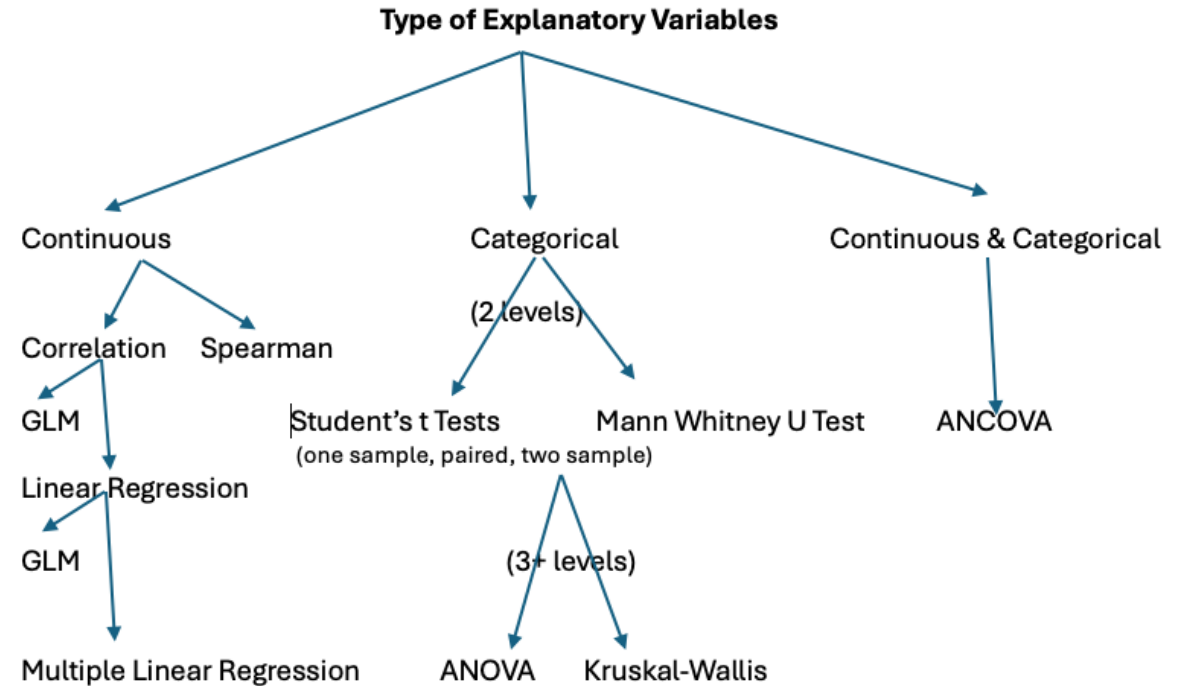 Type of Explanatory Variables
Continuous
Categorical
Continuous & Categorical
(2 levels)
Correlation
Spearman
GLM
Student's t Tests
Mann Whitney U Test
ANCOVA
(one sample, paired, two sample)
Linear Regression
GLM
(3+ levels)
Multiple Linear Regression
ANOVA
Kruskal-Wallis